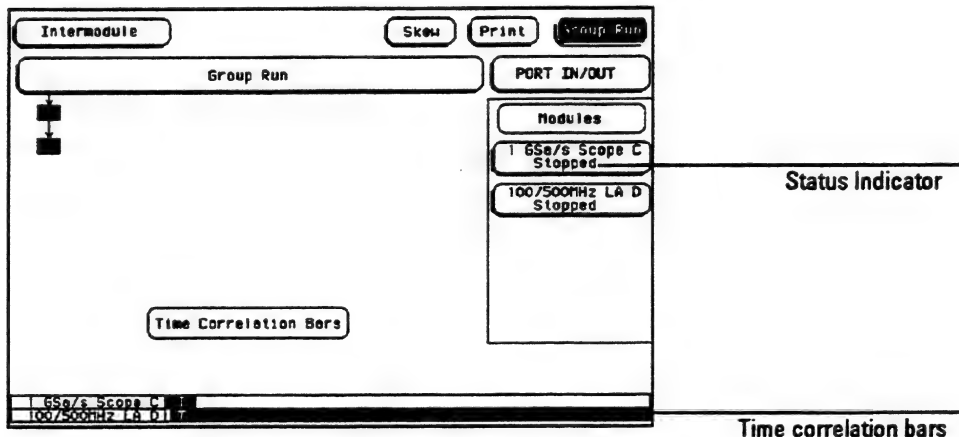 Intermodule
Skew
Print
Group Run
Group Run
PORT IN/OUT
Modules
1 GSa/s Scope C
Stopped
Status Indicator
100/500MHz LA D
Stopped
Time Correlation Bars
1 GSa/s Scope C T
100/500MHz LA D T
Time correlation bars